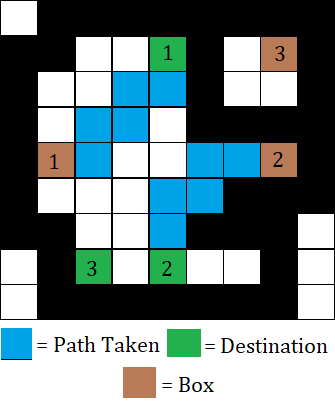 1
3
1
2
3
2
= Path Taken
= Destination
= Box